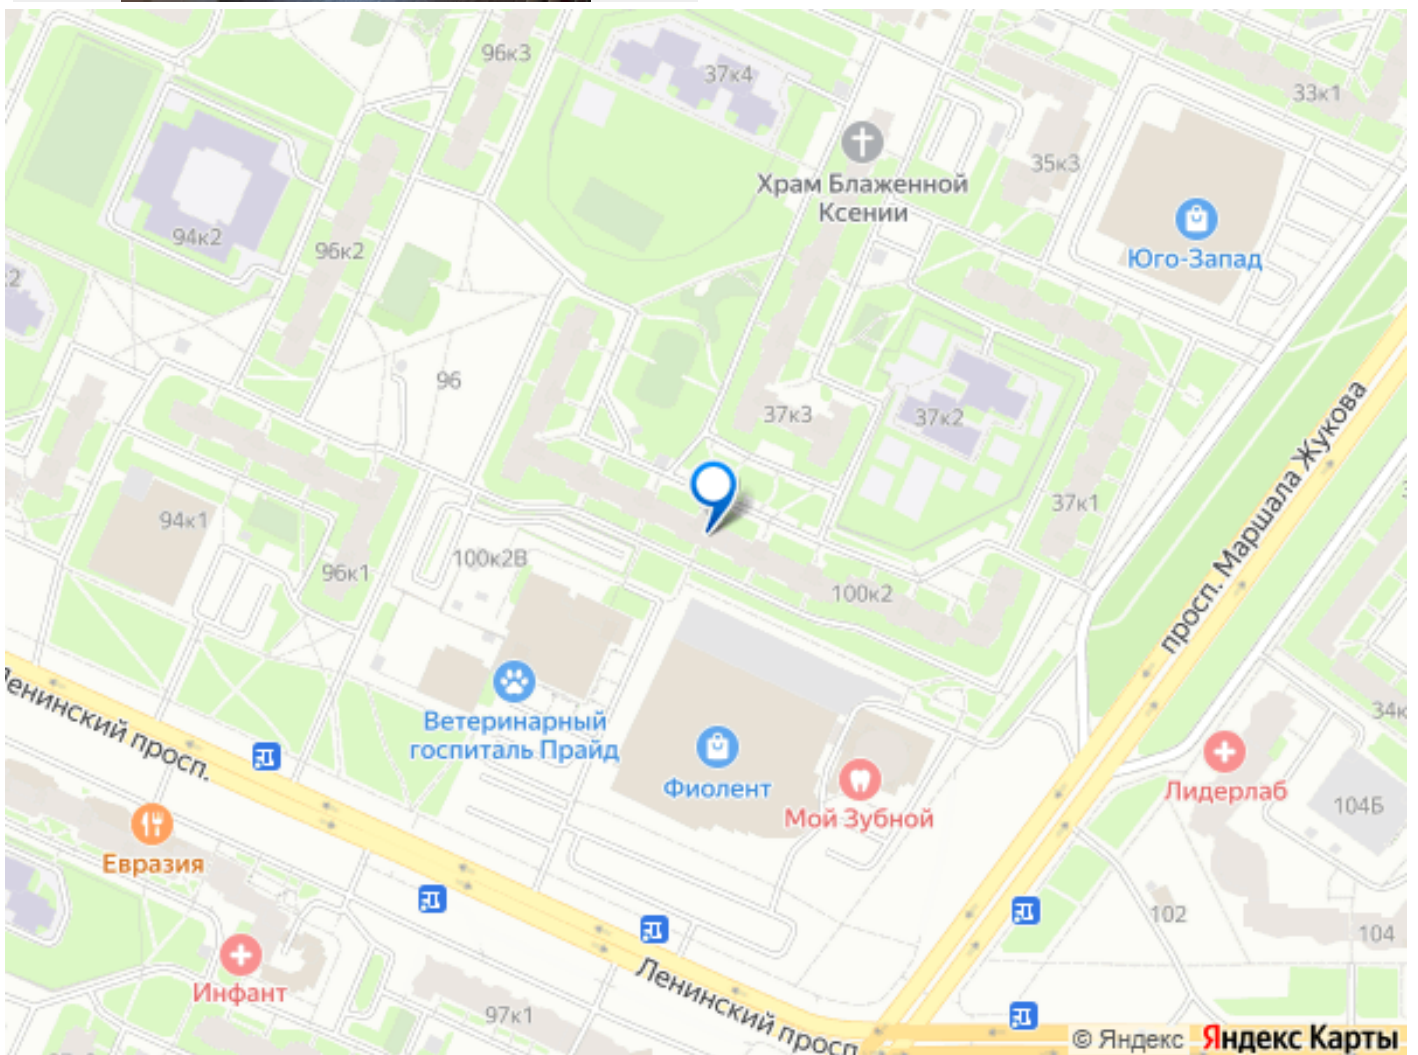 96к3
37к4
33к1
35к3
Храм Блаженной
Ксении
94к2
96к2
Юго-Запад
96
37к3
37к2
просп. Маршала Жукова
37к1
94к1
100к2В
96к1
100к2
Ленинский просп.
Ветеринарный
госпиталь Прайд
Фиолент
Мой Зубной
Лидерлаб
104Б
Евразия
102
104
Инфант
97к1
Ленинский просп
© Яндекс Яндекс Карты